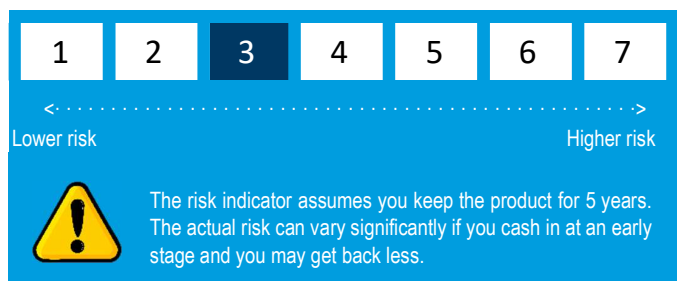 1 2 3 4 5 6 7
Lower risk Higher risk
The risk indicator assumes you keep the product for 5 years.
The actual risk can vary significantly if you cash in at an early
stage and you may get back less.